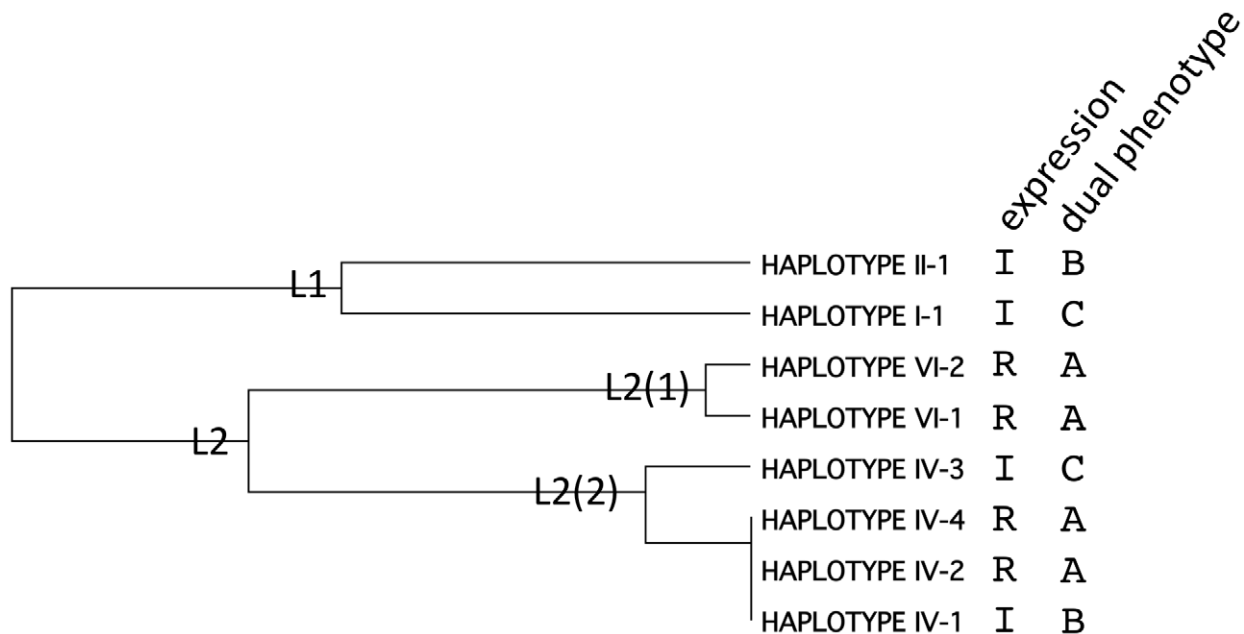 expression
dual phenotype
L1
HAPLOTYPE II-1 I B
HAPLOTYPE I-1 I C
L2(1)
HAPLOTYPE VI-2 R A
HAPLOTYPE VI-1 R A
L2
HAPLOTYPE IV-3 I C
L2(2)
HAPLOTYPE IV-4 R A
HAPLOTYPE IV-2 R A
HAPLOTYPE IV-1 I B